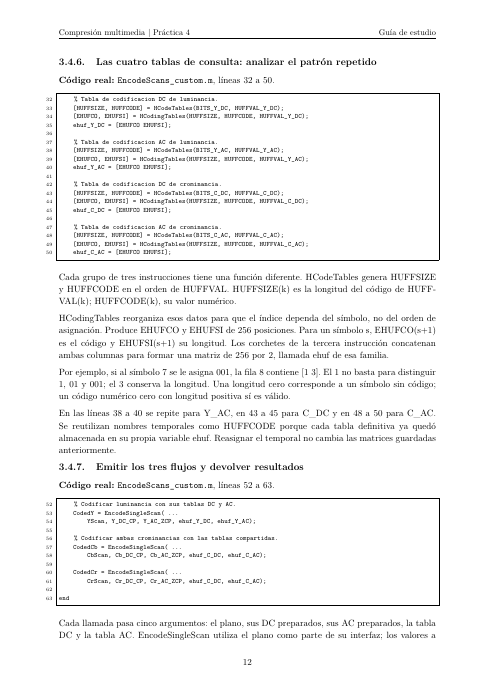 Compresión multimedia | Práctica 4 Guía de estudio
3.4.6. Las cuatro tablas de consulta: analizar el patrón repetido
Código real: EncodeScans_custom.m, líneas 32 a 50.
32 % Tabla de codificacion DC de luminancia.
33 [HUFFSIZE, HUFFCODE] = HCodeTables(BITS_Y_DC, HUFFVAL_Y_DC);
34 [EHUFCO, EHUFSI] = HCodingTables(HUFFSIZE, HUFFCODE, HUFFVAL_Y_DC);
35 ehuf_Y_DC = [EHUFCO EHUFSI];
36
37 % Tabla de codificacion AC de luminancia.
38 [HUFFSIZE, HUFFCODE] = HCodeTables(BITS_Y_AC, HUFFVAL_Y_AC);
39 [EHUFCO, EHUFSI] = HCodingTables(HUFFSIZE, HUFFCODE, HUFFVAL_Y_AC);
40 ehuf_Y_AC = [EHUFCO EHUFSI];
41
42 % Tabla de codificacion DC de crominancia.
43 [HUFFSIZE, HUFFCODE] = HCodeTables(BITS_C_DC, HUFFVAL_C_DC);
44 [EHUFCO, EHUFSI] = HCodingTables(HUFFSIZE, HUFFCODE, HUFFVAL_C_DC);
45 ehuf_C_DC = [EHUFCO EHUFSI];
46
47 % Tabla de codificacion AC de crominancia.
48 [HUFFSIZE, HUFFCODE] = HCodeTables(BITS_C_AC, HUFFVAL_C_AC);
49 [EHUFCO, EHUFSI] = HCodingTables(HUFFSIZE, HUFFCODE, HUFFVAL_C_AC);
50 ehuf_C_AC = [EHUFCO EHUFSI];
Cada grupo de tres instrucciones tiene una función diferente. HCodeTables genera HUFFSIZE
y HUFFCODE en el orden de HUFFVAL. HUFFSIZE(k) es la longitud del código de HUFF-
VAL(k); HUFFCODE(k), su valor numérico.
HCodingTables reorganiza esos datos para que el índice dependa del símbolo, no del orden de
asignación. Produce EHUFCO y EHUFSI de 256 posiciones. Para un símbolo s, EHUFCO(s+1)
es el código y EHUFSI(s+1) su longitud. Los corchetes de la tercera instrucción concatenan
ambas columnas para formar una matriz de 256 por 2, llamada ehuf de esa familia.
Por ejemplo, si al símbolo 7 se le asigna 001, la fila 8 contiene [1 3]. El 1 no basta para distinguir
1, 01 y 001; el 3 conserva la longitud. Una longitud cero corresponde a un símbolo sin código;
un código numérico cero con longitud positiva sí es válido.
En las líneas 38 a 40 se repite para Y_AC, en 43 a 45 para C_DC y en 48 a 50 para C_AC.
Se reutilizan nombres temporales como HUFFCODE porque cada tabla definitiva ya quedó
almacenada en su propia variable ehuf. Reasignar el temporal no cambia las matrices guardadas
anteriormente.
3.4.7. Emitir los tres flujos y devolver resultados
Código real: EncodeScans_custom.m, líneas 52 a 63.
52 % Codificar luminancia con sus tablas DC y AC.
53 CodedY = EncodeSingleScan( ...
54 YScan, Y_DC_CP, Y_AC_ZCP, ehuf_Y_DC, ehuf_Y_AC);
55
56 % Codificar ambas crominancias con las tablas compartidas.
57 CodedCb = EncodeSingleScan( ...
58 CbScan, Cb_DC_CP, Cb_AC_ZCP, ehuf_C_DC, ehuf_C_AC);
59
60 CodedCr = EncodeSingleScan( ...
61 CrScan, Cr_DC_CP, Cr_AC_ZCP, ehuf_C_DC, ehuf_C_AC);
62
63 end
Cada llamada pasa cinco argumentos: el plano, sus DC preparados, sus AC preparados, la tabla
DC y la tabla AC. EncodeSingleScan utiliza el plano como parte de su interfaz; los valores a
12